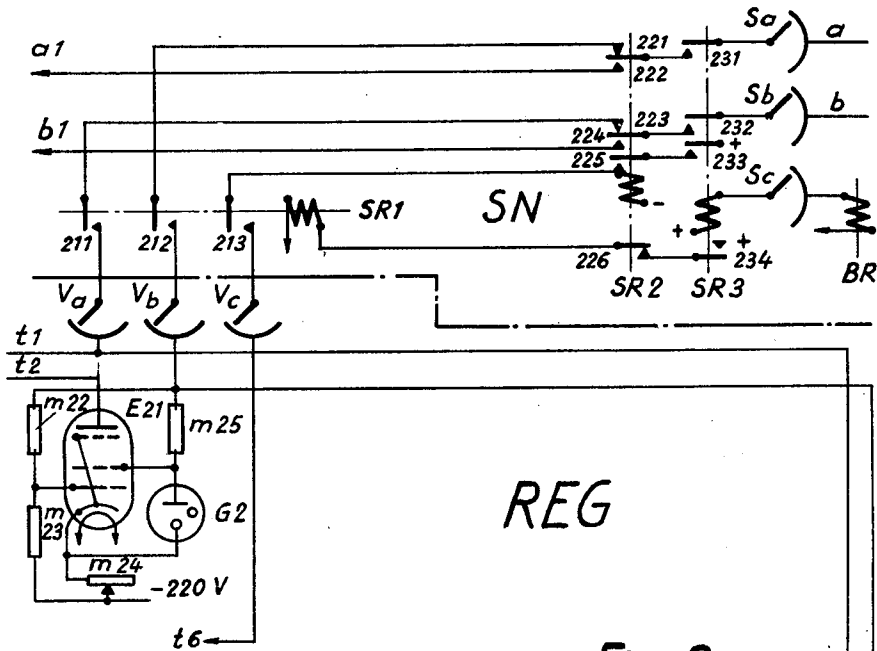 a1
b1
221
222
231
Sa
a
223
224
225
232
+
233
Sb
b
Sc
-
+
+
226
234
SR2
SR3
BR
SR1
SN
211
212
213
Va
Vb
Vc
t1
t2
m22
E21
m25
G2
m
23
m24
-220 V
t6
REG